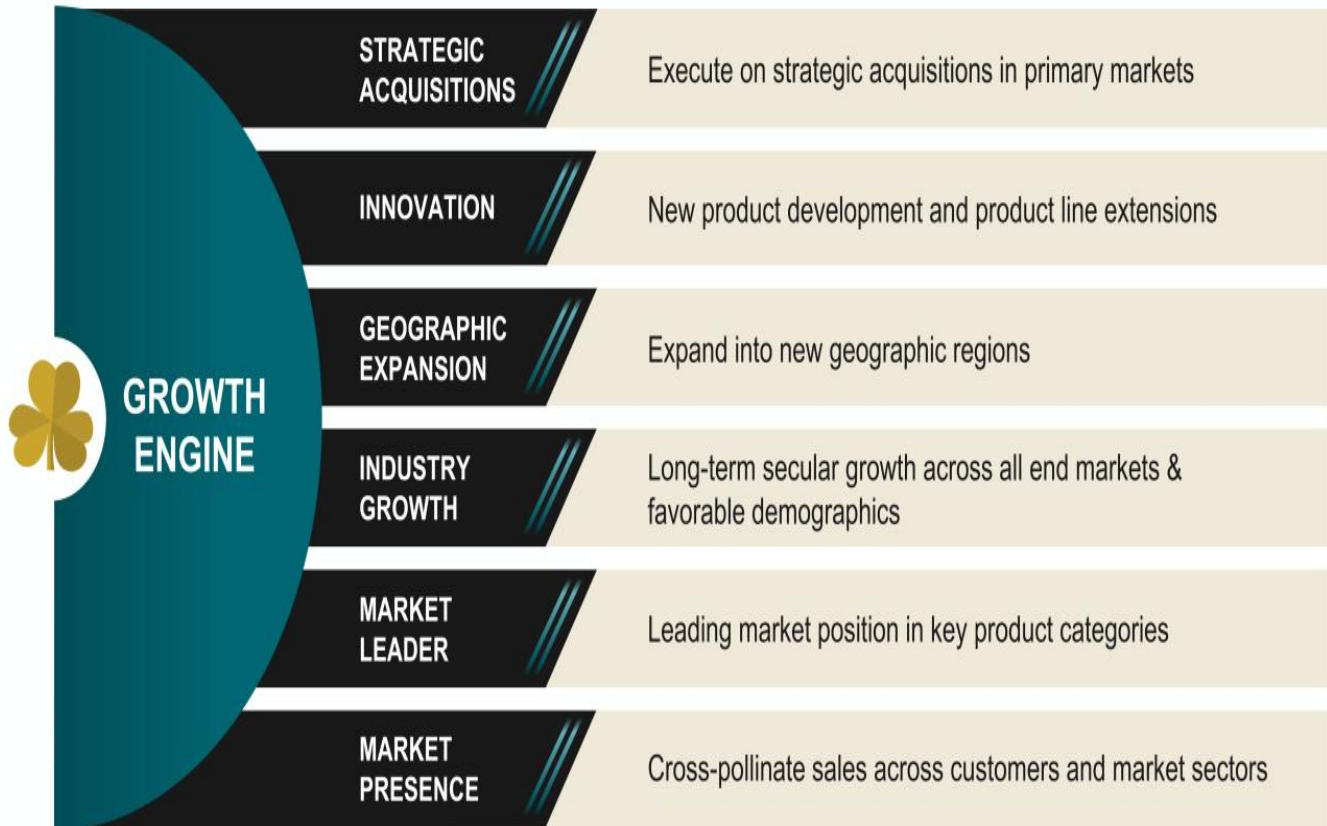 GROWTH
ENGINE
STRATEGIC
ACQUISITIONS
Execute on strategic acquisitions in primary markets
INNOVATION
New product development and product line extensions
GEOGRAPHIC
EXPANSION
Expand into new geographic regions
INDUSTRY
GROWTH
Long-term secular growth across all end markets &
favorable demographics
MARKET
LEADER
Leading market position in key product categories
MARKET
PRESENCE
Cross-pollinate sales across customers and market sectors